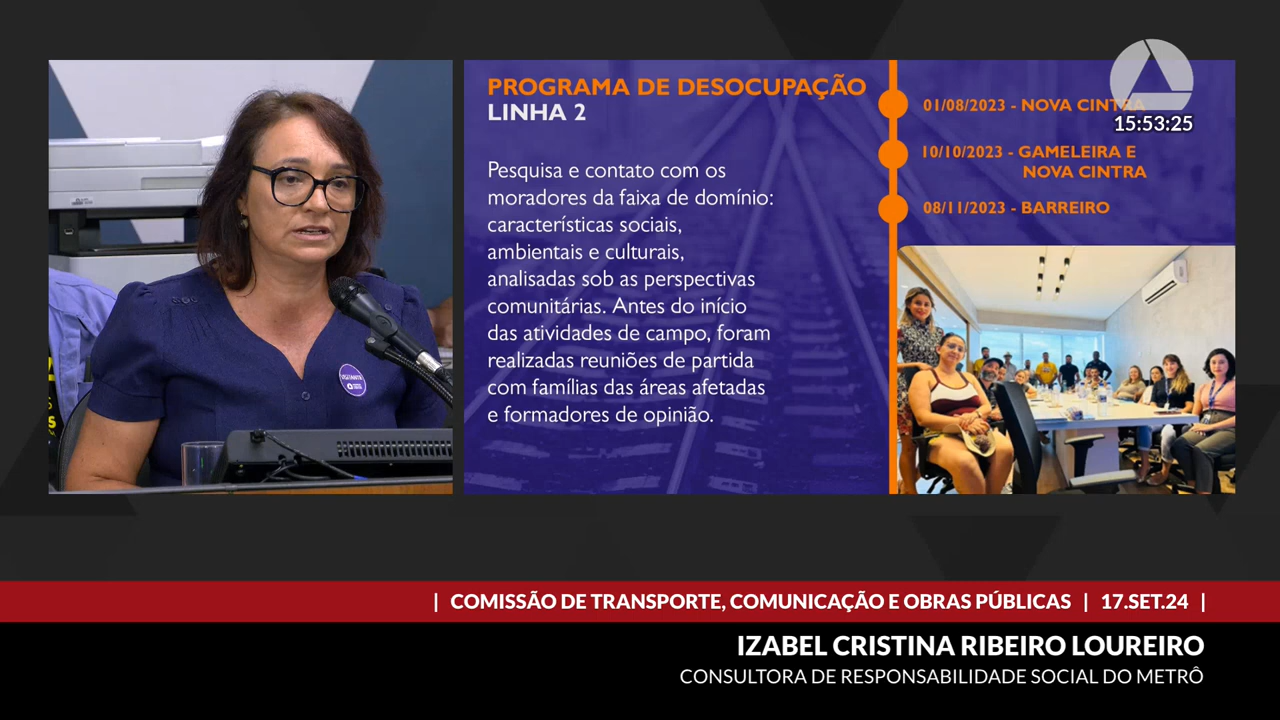 PROGRAMA DE DESOCUPAÇÃO
LINHA 2
Pesquisa e contato com os
moradores da faixa de domínio:
características sociais,
ambientais e culturais,
analisadas sob as perspectivas
comunitárias. Antes do início
das atividades de campo, foram
realizadas reuniões de partida
com famílias das áreas afetadas
e formadores de opinião.
01/08/2023 - NOVA CINTRA
10/10/2023 - GAMELEIRA E
NOVA CINTRA
08/11/2023 - BARREIRO
15:53:25
| COMISSÃO DE TRANSPORTE, COMUNICAÇÃO E OBRAS PÚBLICAS | 17.SET.24 |
IZABEL CRISTINA RIBEIRO LOUREIRO
CONSULTORA DE RESPONSABILIDADE SOCIAL DO METRÔ